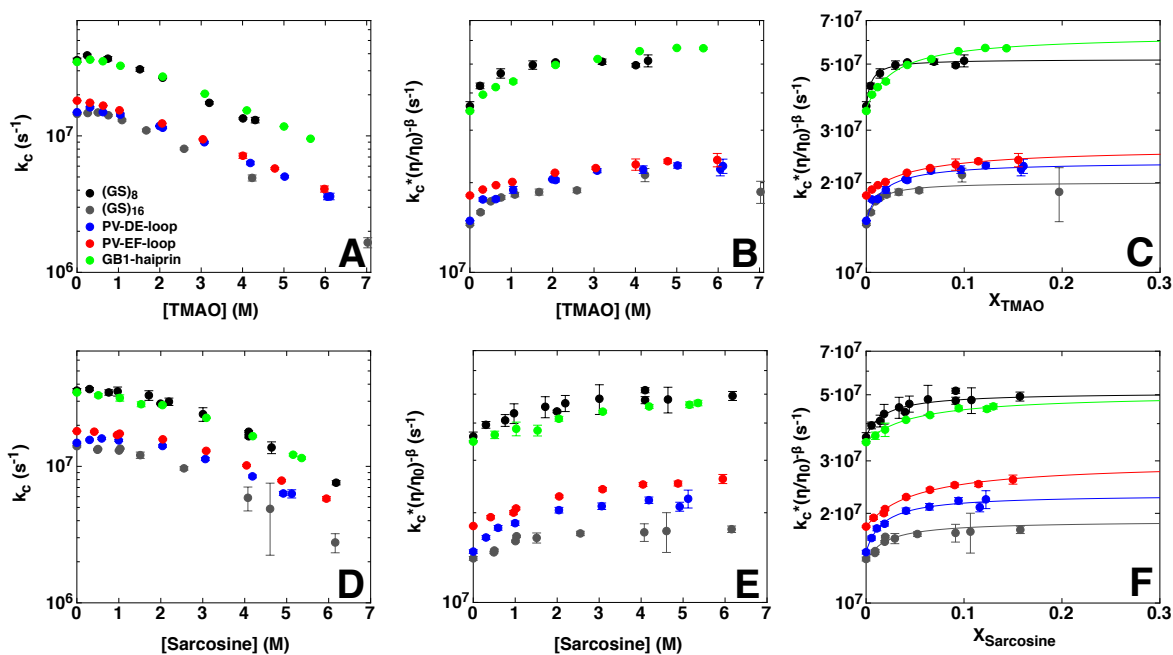 k_c (s⁻¹)
10⁷
10⁶
0 1 2 3 4 5 6 7
[TMAO] (M)
(GS)₈
(GS)₁₆
PV-DE-loop
PV-EF-loop
GB1-haiprin
A
k_c*(η/η₀)^-β (s⁻¹)
10⁷
0 1 2 3 4 5 6 7
[TMAO] (M)
B
k_c*(η/η₀)^-β (s⁻¹)
7·10⁷
5·10⁷
3·10⁷
2·10⁷
10⁷
0 0.1 0.2 0.3
X_TMAO
C
k_c (s⁻¹)
10⁷
10⁶
0 1 2 3 4 5 6 7
[Sarcosine] (M)
D
k_c*(η/η₀)^-β (s⁻¹)
10⁷
0 1 2 3 4 5 6 7
[Sarcosine] (M)
E
k_c*(η/η₀)^-β (s⁻¹)
7·10⁷
5·10⁷
3·10⁷
2·10⁷
10⁷
0 0.1 0.2 0.3
X_Sarcosine
F